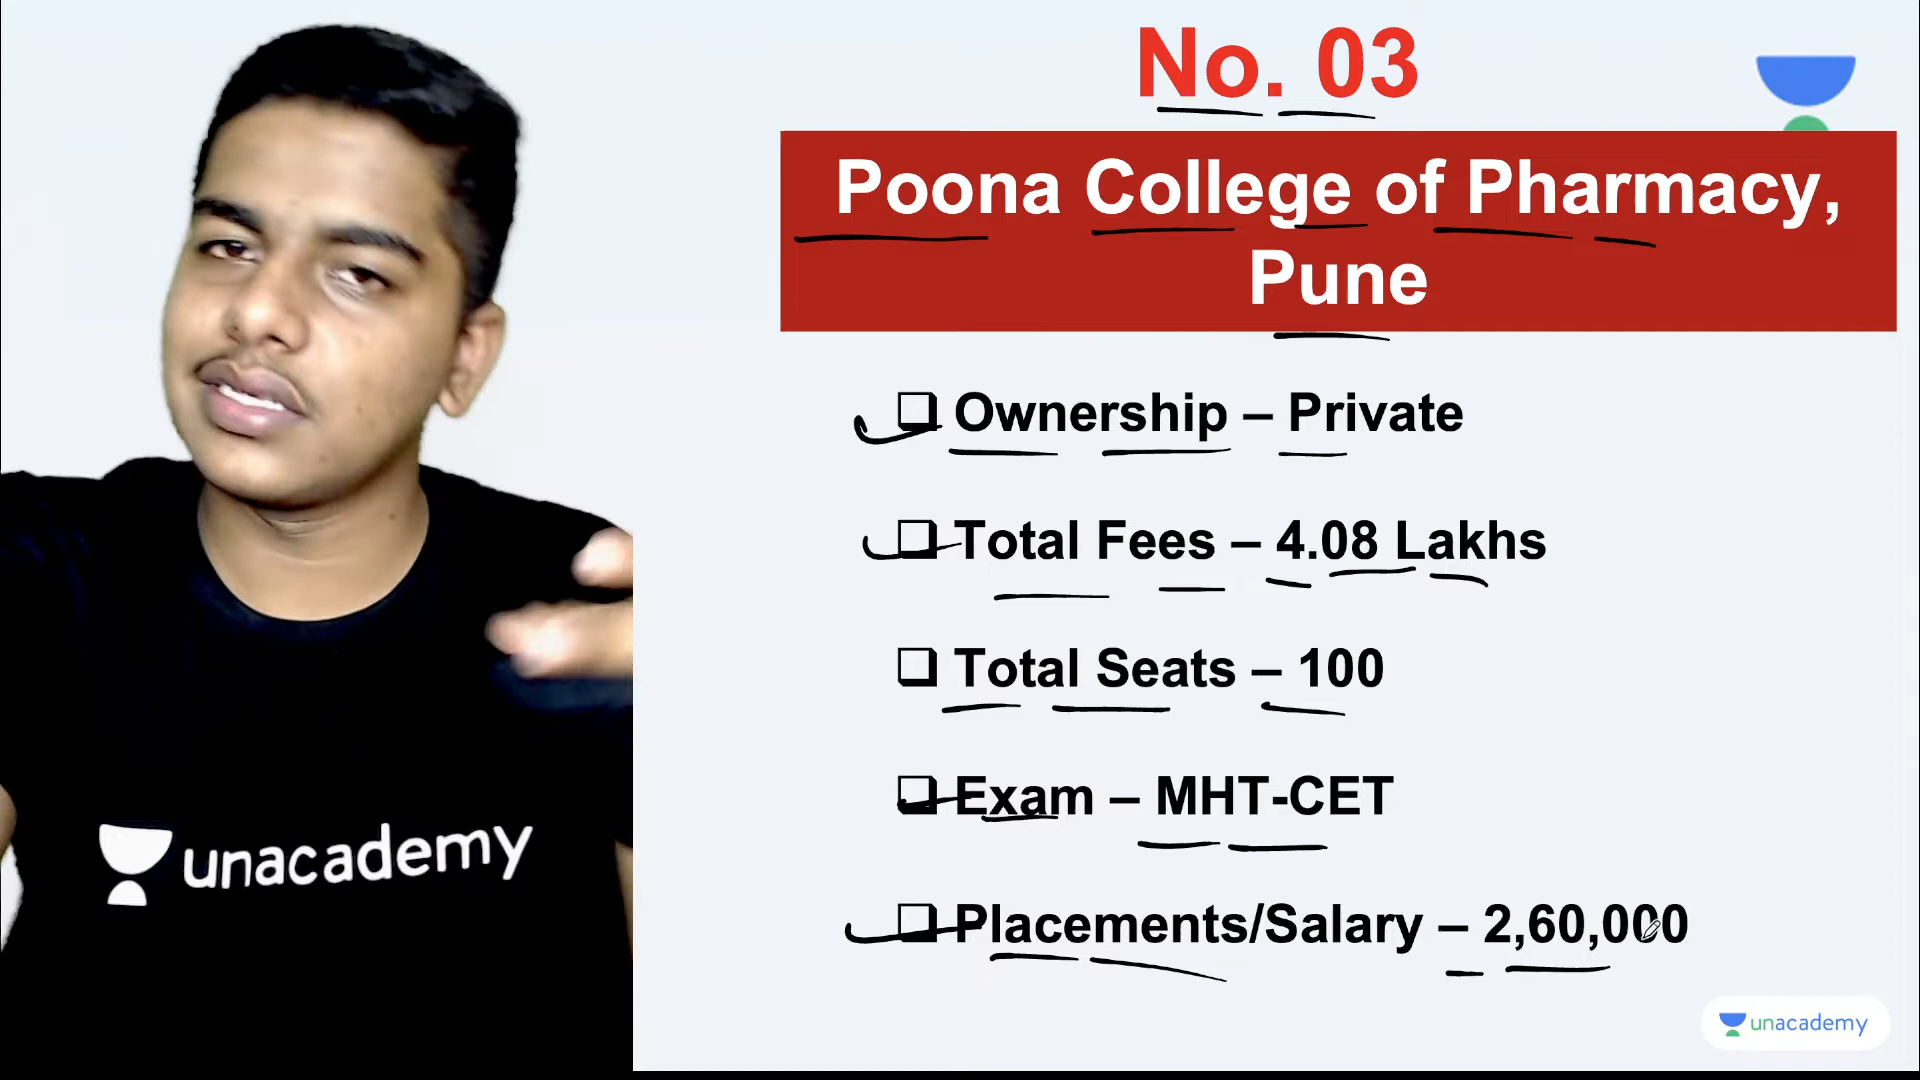 No. 03
Poona College of Pharmacy,
Pune
Ownership – Private
Total Fees – 4.08 Lakhs
Total Seats – 100
Exam – MHT-CET
Placements/Salary – 2,60,000
unacademy
unacademy